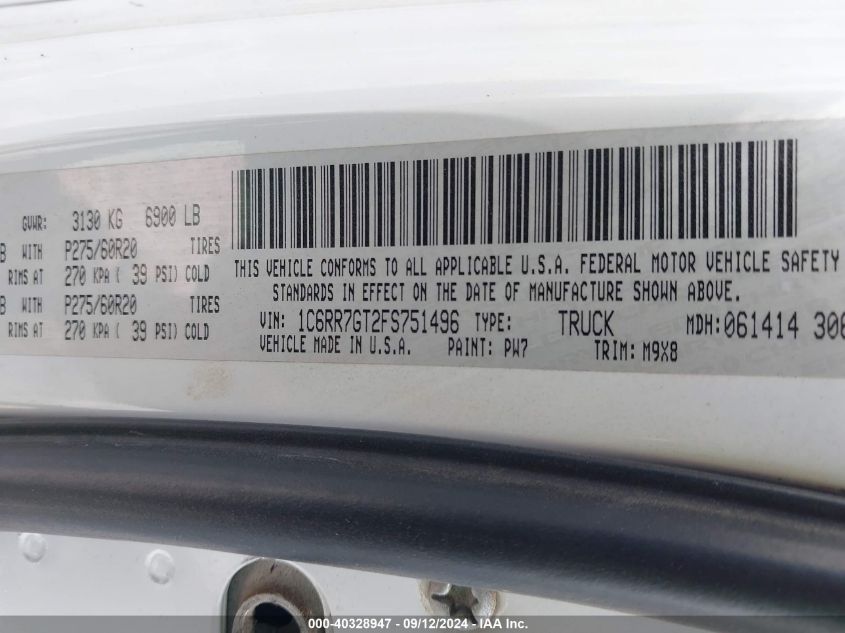 GVWR: 3130 KG 6900 LB
B WITH P275/60R20 TIRES
RIMS AT 270 KPA ( 39 PSI) COLD
B WITH P275/60R20 TIRES
RIMS AT 270 KPA ( 39 PSI) COLD
THIS VEHICLE CONFORMS TO ALL APPLICABLE U.S.A. FEDERAL MOTOR VEHICLE SAFETY
STANDARDS IN EFFECT ON THE DATE OF MANUFACTURE SHOWN ABOVE.
VIN: 1C6RR7GT2FS751496 TYPE: TRUCK MDH: 061414 306
VEHICLE MADE IN U.S.A. PAINT: PW7 TRIM: M9X8
000-40328947 - 09/12/2024 - IAA Inc.